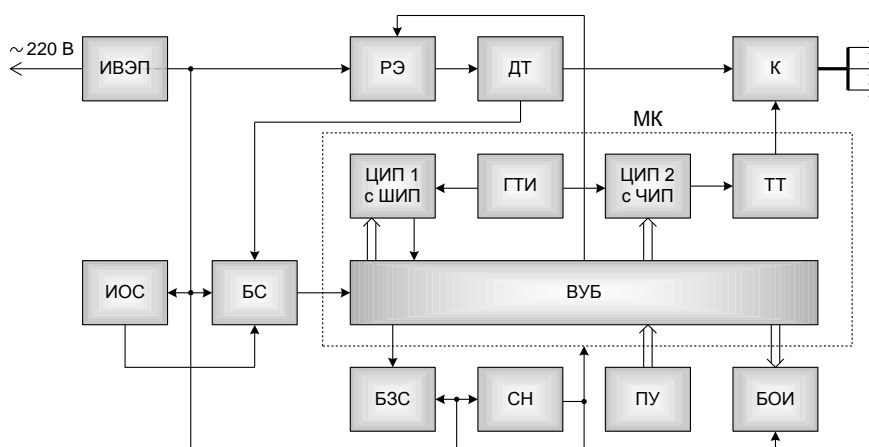 ~220 В
ИВЭП
РЭ
ДТ
К
МК
ЦИП 1
с ШИП
ГТИ
ЦИП 2
с ЧИП
ТТ
ИОС
БС
ВУБ
БЗС
СН
ПУ
БОИ